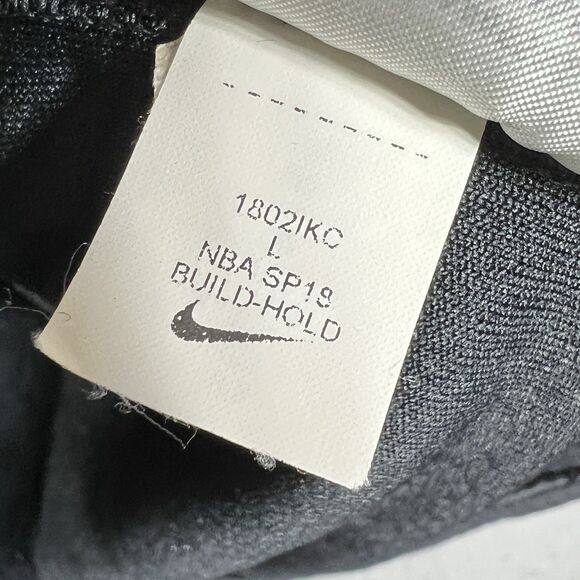 1802IKC
L
NBA SP18
BUILD-HOLD